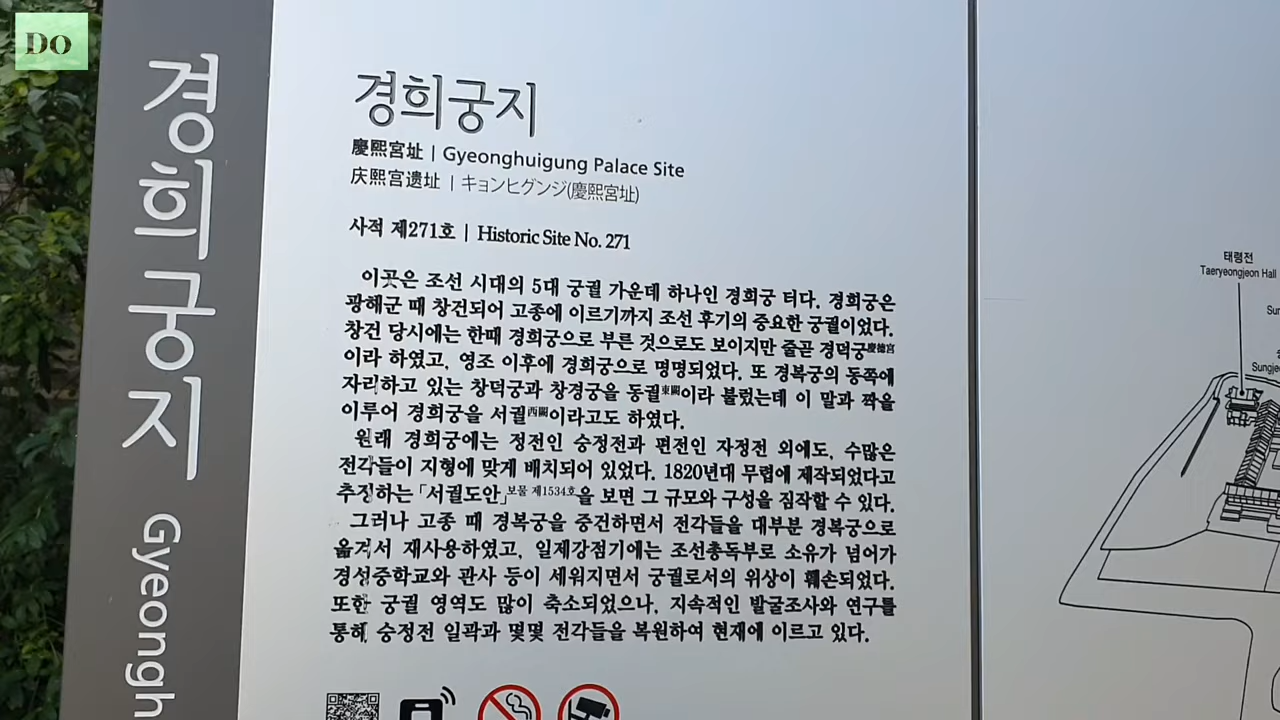 DO
경희궁지
Gyeongh
경희궁지
慶熙宮址 | Gyeonghuigung Palace Site
庆熙宫遗址 | キョンヒグンジ(慶熙宮址)
사적 제271호 | Historic Site No. 271
이곳은 조선 시대의 5대 궁궐 가운데 하나인 경희궁 터다. 경희궁은
광해군 때 창건되어 고종에 이르기까지 조선 후기의 중요한 궁궐이었다.
창건 당시에는 한때 경희궁으로 부른 것으로도 보이지만 줄곧 경덕궁慶德宮
이라 하였고, 영조 이후에 경희궁으로 명명되었다. 또 경복궁의 동쪽에
자리하고 있는 창덕궁과 창경궁을 동궐東闕이라 불렀는데 이 말과 짝을
이루어 경희궁을 서궐西闕이라고도 하였다.
원래 경희궁에는 정전인 숭정전과 편전인 자정전 외에도, 수많은
전각들이 지형에 맞게 배치되어 있었다. 1820년대 무렵에 제작되었다고
추정하는 「서궐도안」보물 제1534호을 보면 그 규모와 구성을 짐작할 수 있다.
그러나 고종 때 경복궁을 중건하면서 전각들을 대부분 경복궁으로
옮겨서 재사용하였고, 일제강점기에는 조선총독부로 소유가 넘어가
경성중학교와 관사 등이 세워지면서 궁궐로서의 위상이 훼손되었다.
또한 궁궐 영역도 많이 축소되었으나, 지속적인 발굴조사와 연구를
통해 숭정전 일곽과 몇몇 전각들을 복원하여 현재에 이르고 있다.
태령전
Taeryeongjeon Hall